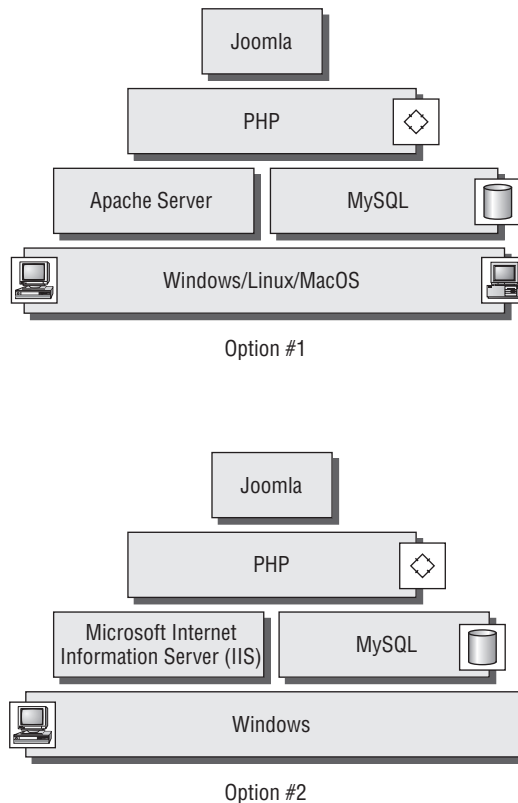 Joomla
PHP
Apache Server
MySQL
Windows/Linux/MacOS
Option #1
Joomla
PHP
Microsoft Internet
Information Server (IIS)
MySQL
Windows
Option #2